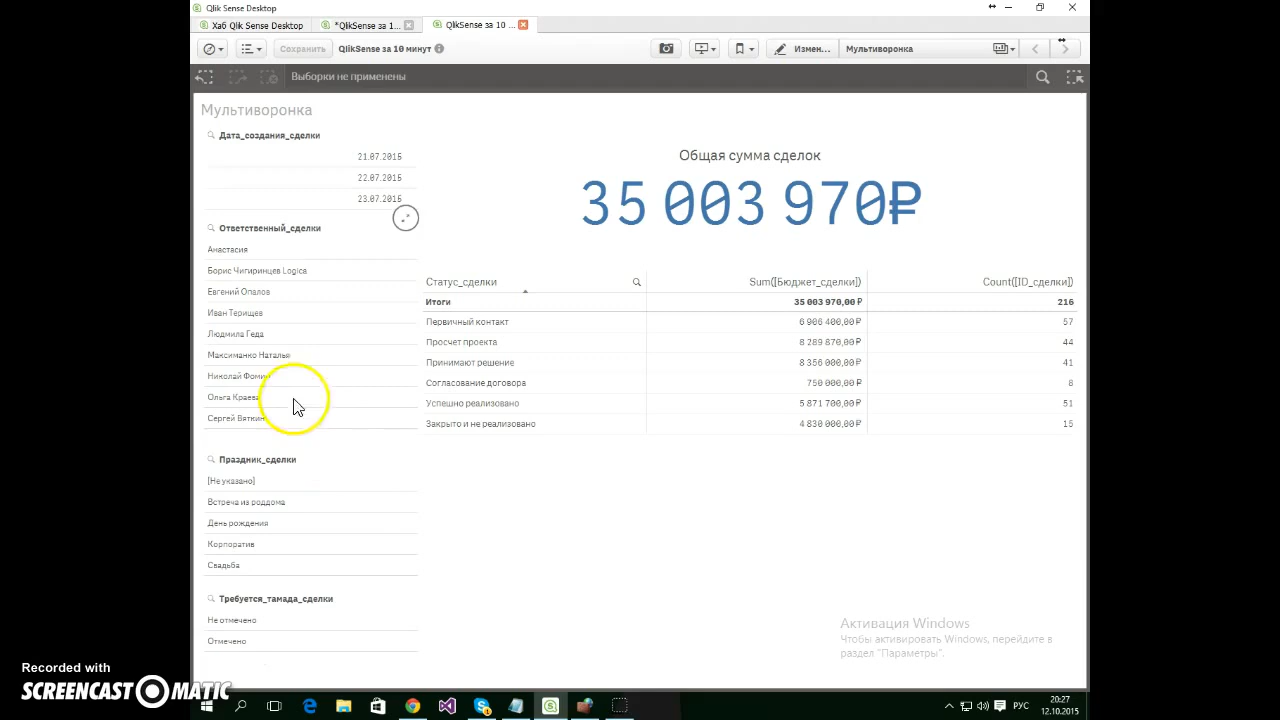 Qlik Sense Desktop
Хаб Qlik Sense Desktop
*QlikSense за 1...
QlikSense за 10 ...
Сохранить
QlikSense за 10 минут
Измен...
Мультиворонка
Выборки не применены
Мультиворонка
Дата_создания_сделки
21.07.2015
22.07.2015
23.07.2015
Ответственный_сделки
Анастасия
Борис Чигиринцев Logica
Евгений Опалов
Иван Терищев
Людмила Геда
Максиманко Наталья
Николай Фомин
Ольга Краева
Сергей Вяткин
Праздник_сделки
[Не указано]
Встреча из роддома
День рождения
Корпоратив
Свадьба
Требуется_тамада_сделки
Не отмечено
Отмечено
Общая сумма сделок
35 003 970₽
Статус_сделки Sum([Бюджет_сделки]) Count([ID_сделки])
Итоги 35 003 970,00 ₽ 216
Первичный контакт 6 906 400,00 ₽ 57
Просчет проекта 8 289 870,00 ₽ 44
Принимают решение 8 356 000,00 ₽ 41
Согласование договора 750 000,00 ₽ 8
Успешно реализовано 5 871 700,00 ₽ 51
Закрыто и не реализовано 4 830 000,00 ₽ 15
Активация Windows
Чтобы активировать Windows, перейдите в
раздел "Параметры".
Recorded with
SCREENCAST MATIC
РУС
20:27
12.10.2015